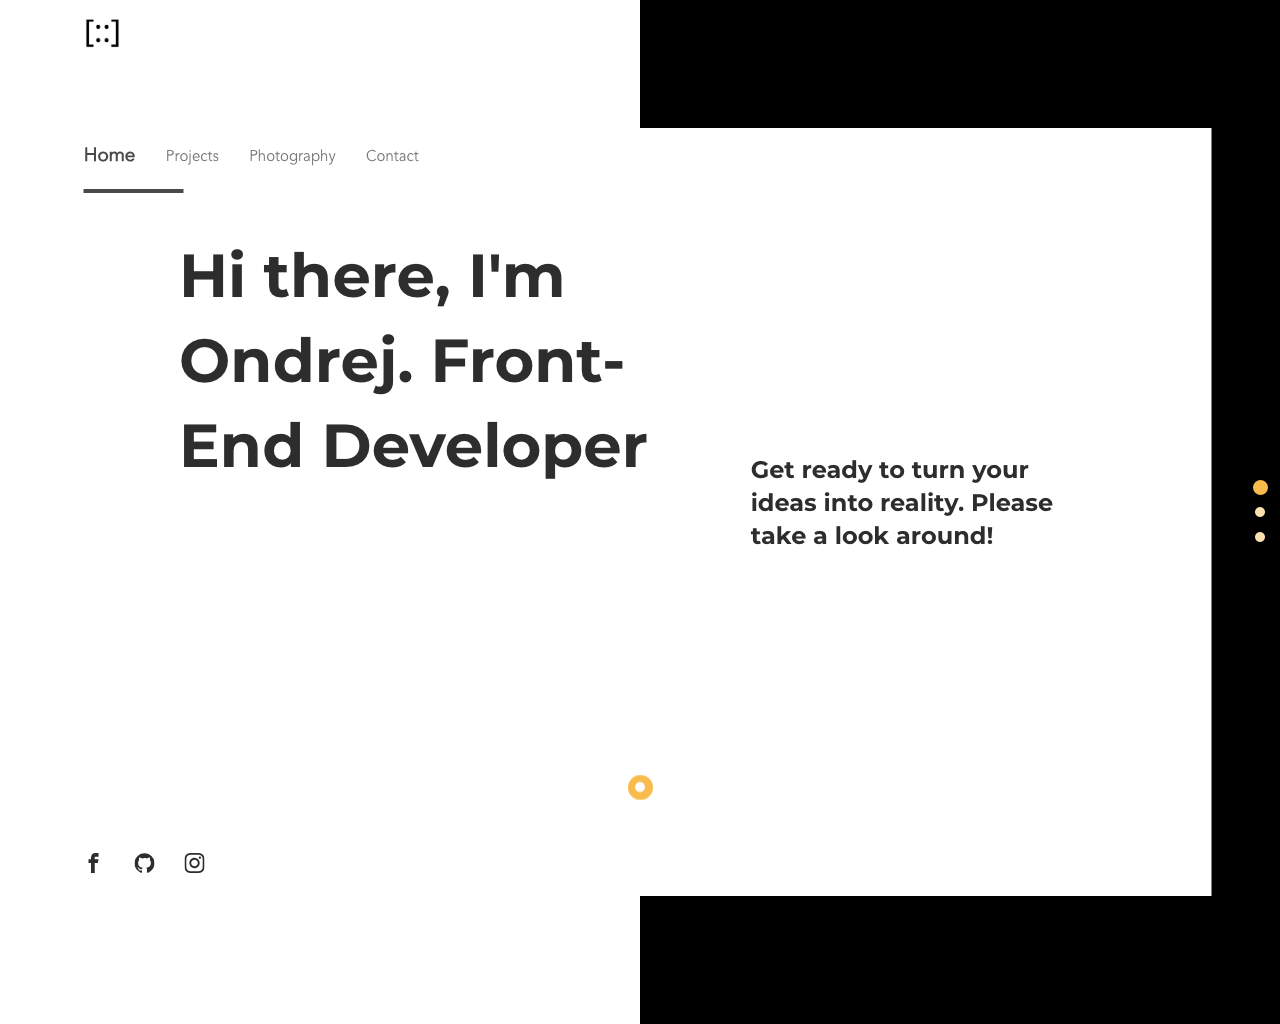 [::]
Home Projects Photography Contact
Hi there, I'm
Ondrej. Front-
End Developer
Get ready to turn your
ideas into reality. Please
take a look around!